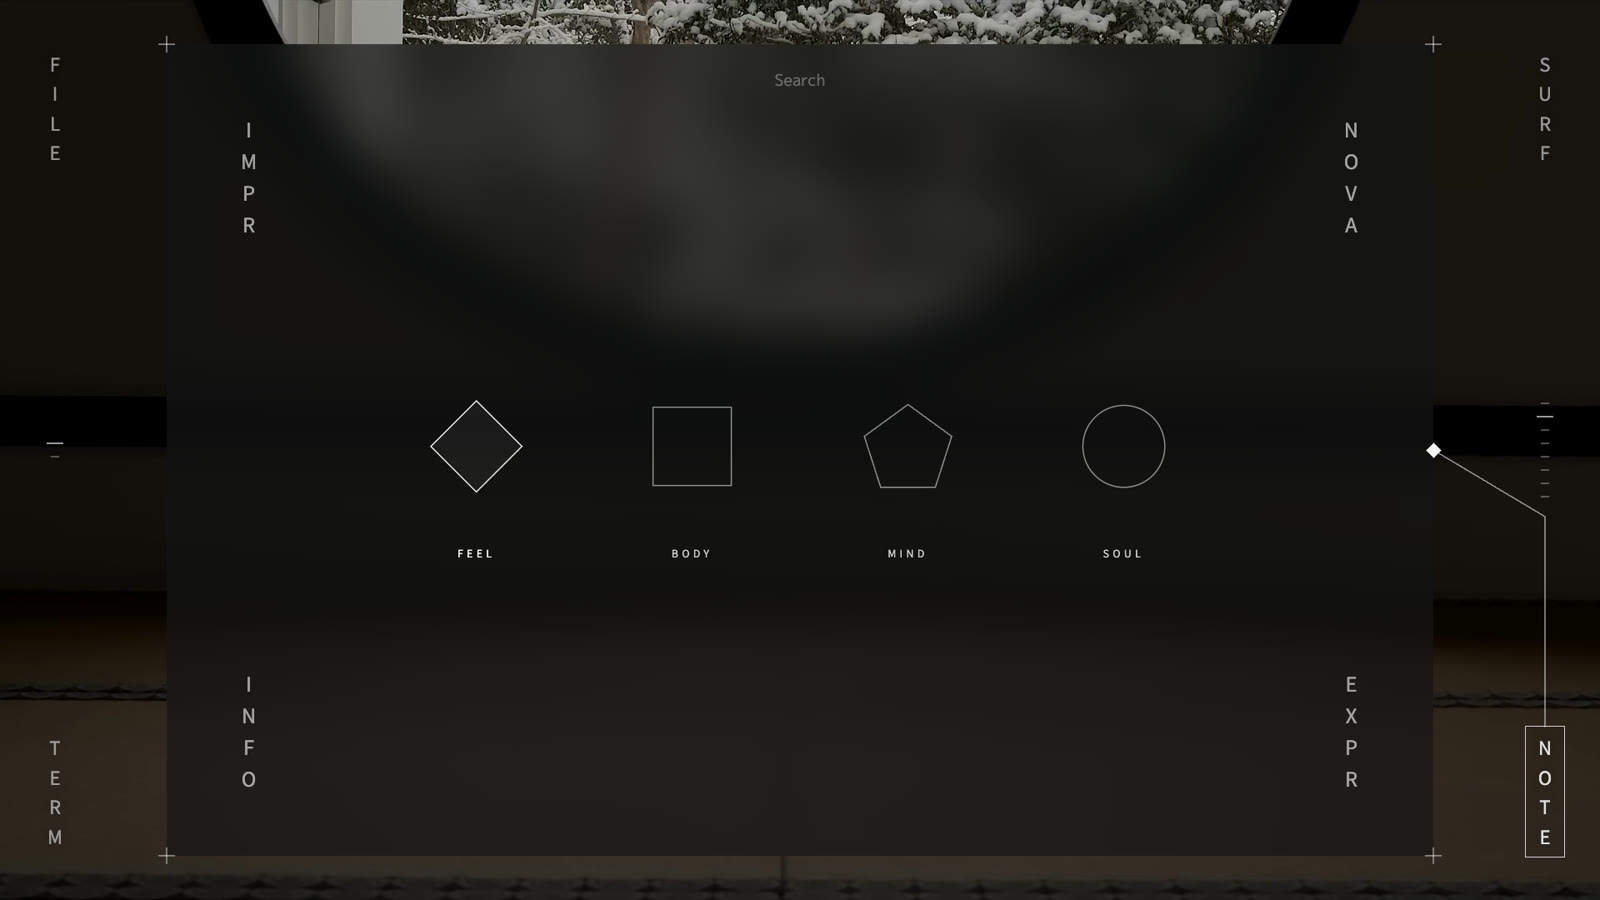 FILE
SURF
Search
IMPR
NOVA
FEEL
BODY
MIND
SOUL
INFO
EXPR
TERM
NOTE